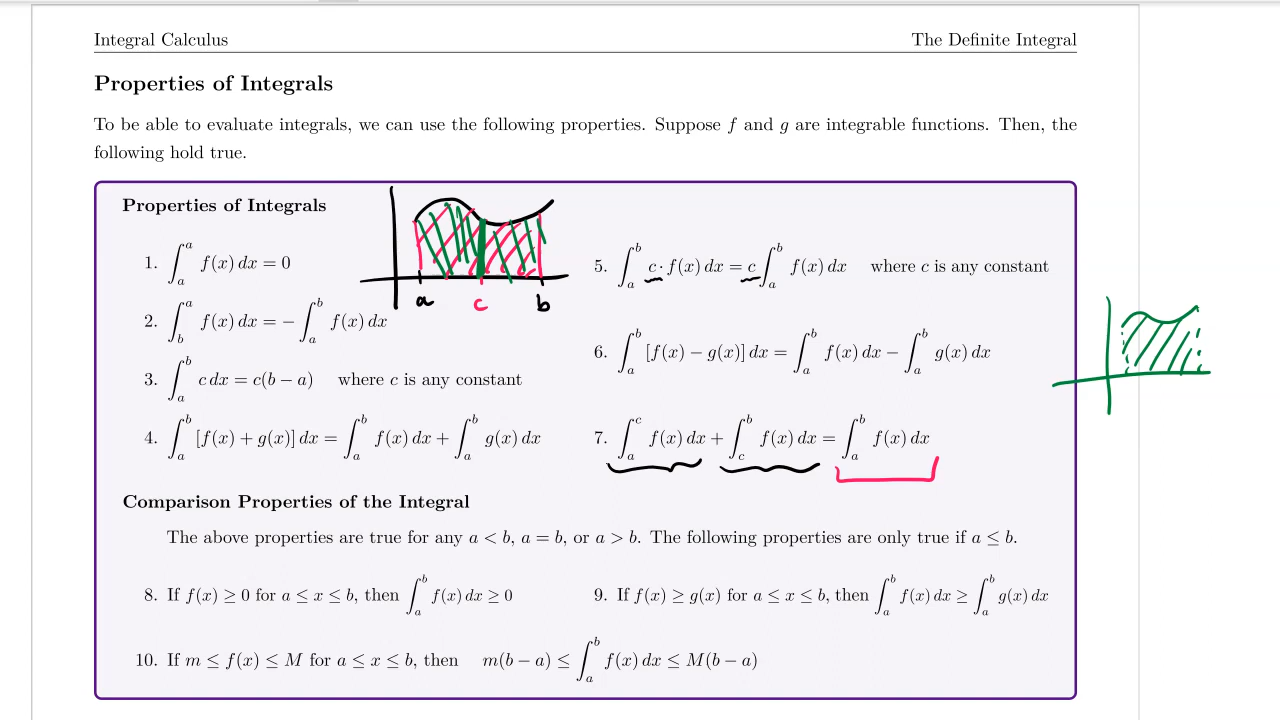 Integral Calculus The Definite Integral
Properties of Integrals
To be able to evaluate integrals, we can use the following properties. Suppose f and g are integrable functions. Then, the
following hold true.
Properties of Integrals
1. ∫_a^a f(x) dx = 0
2. ∫_b^a f(x) dx = − ∫_a^b f(x) dx
3. ∫_a^b c dx = c(b − a) where c is any constant
4. ∫_a^b [f(x) + g(x)] dx = ∫_a^b f(x) dx + ∫_a^b g(x) dx
a c b
5. ∫_a^b c · f(x) dx = c ∫_a^b f(x) dx where c is any constant
6. ∫_a^b [f(x) − g(x)] dx = ∫_a^b f(x) dx − ∫_a^b g(x) dx
7. ∫_a^c f(x) dx + ∫_c^b f(x) dx = ∫_a^b f(x) dx
Comparison Properties of the Integral
The above properties are true for any a < b, a = b, or a > b. The following properties are only true if a ≤ b.
8. If f(x) ≥ 0 for a ≤ x ≤ b, then ∫_a^b f(x) dx ≥ 0
9. If f(x) ≥ g(x) for a ≤ x ≤ b, then ∫_a^b f(x) dx ≥ ∫_a^b g(x) dx
10. If m ≤ f(x) ≤ M for a ≤ x ≤ b, then m(b − a) ≤ ∫_a^b f(x) dx ≤ M(b − a)